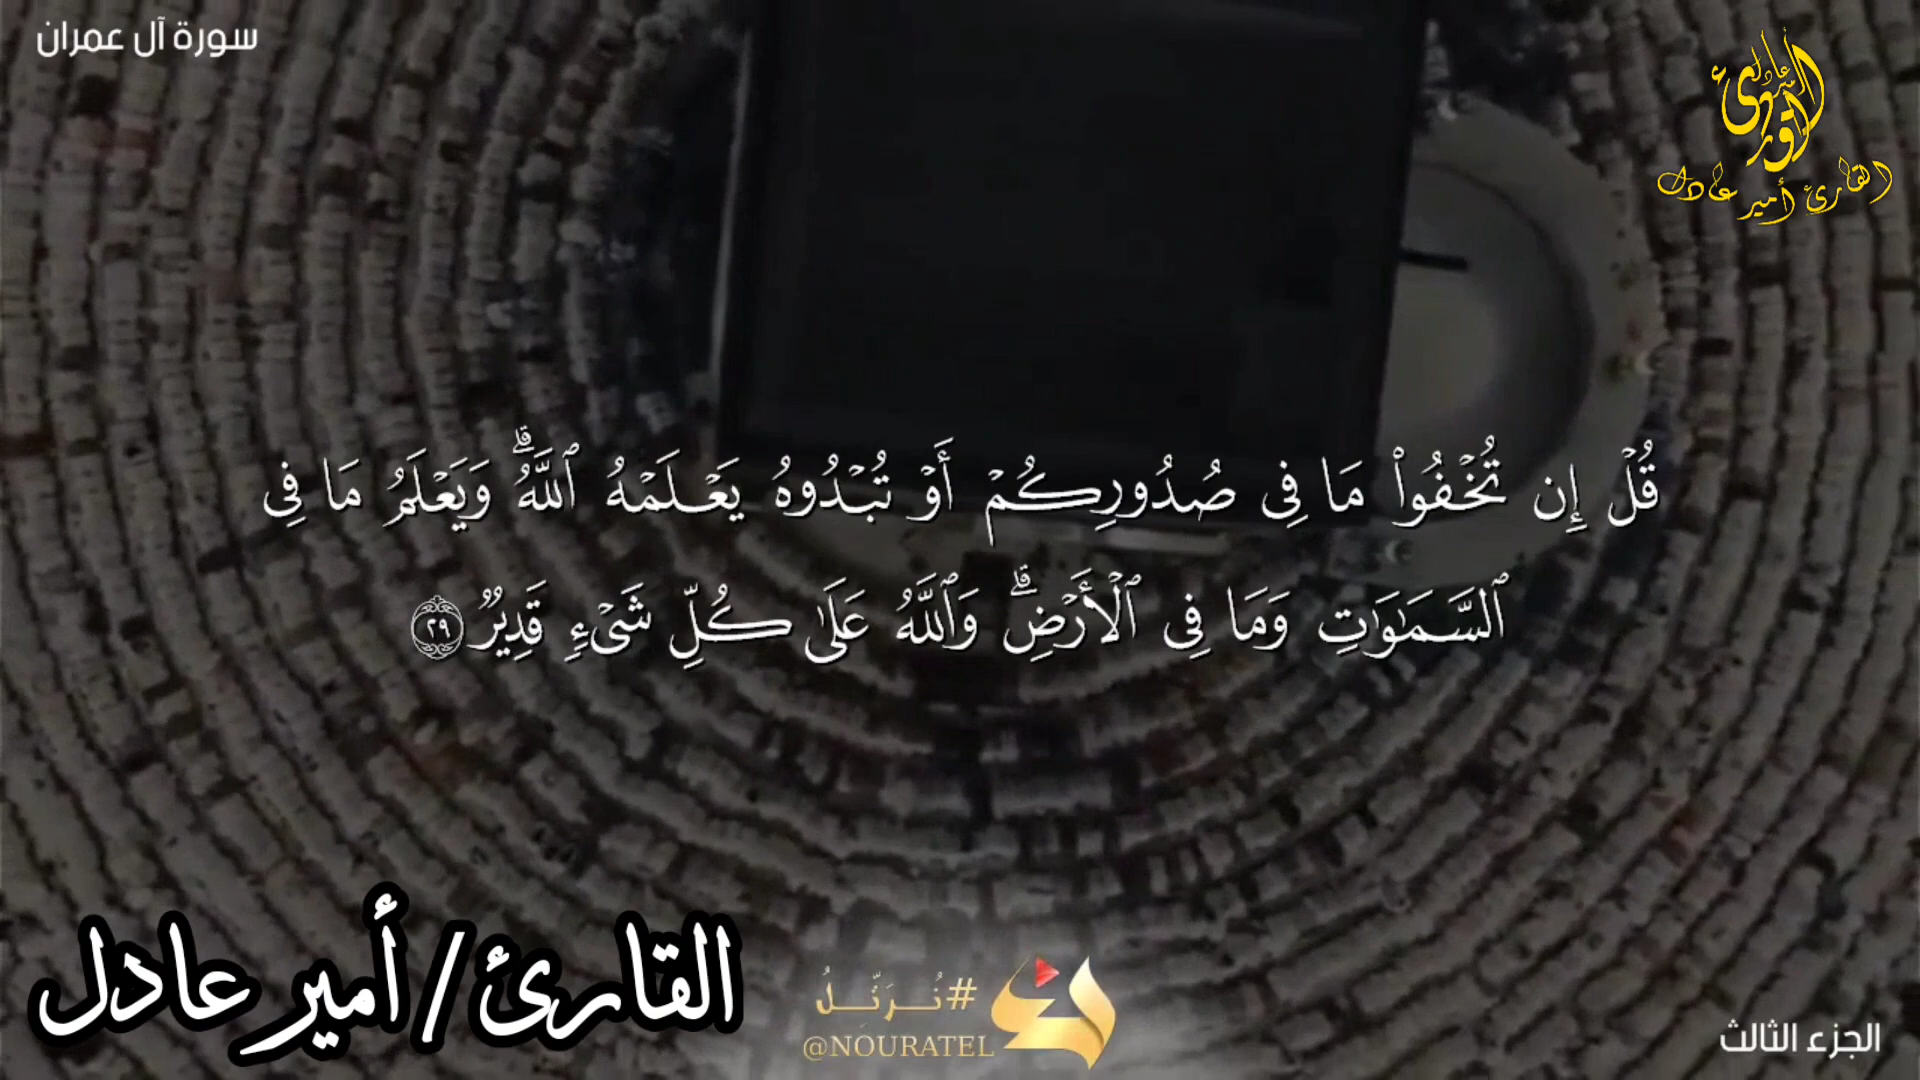 سورة آل عمران
القارئ أمير عادل
قُلْ إِن تُخْفُوا۟ مَا فِى صُدُورِكُمْ أَوْ تُبْدُوهُ يَعْلَمْهُ ٱللَّهُ ۗ وَيَعْلَمُ مَا فِى
ٱلسَّمَـٰوَٰتِ وَمَا فِى ٱلْأَرْضِ ۗ وَٱللَّهُ عَلَىٰ كُلِّ شَىْءٍ قَدِيرٌ ٢٩
القارئ / أمير عادل
#نُرَتِّلُ
@NOURATEL
الجزء الثالث